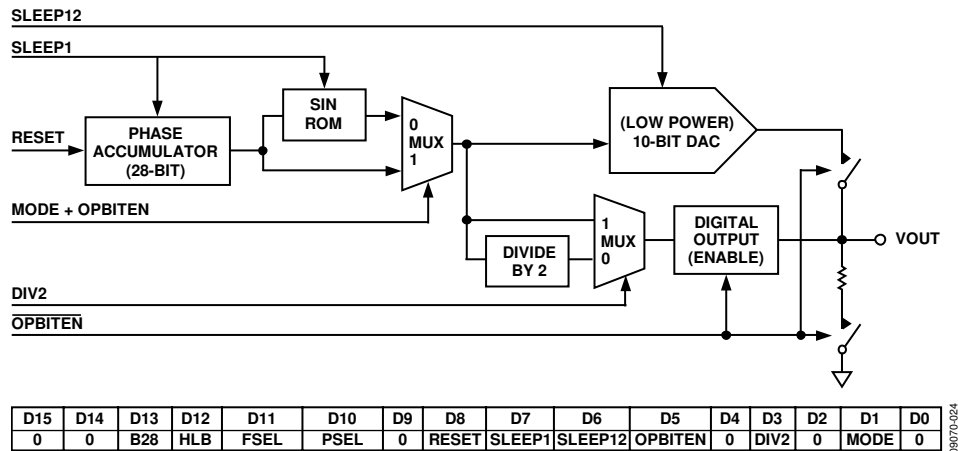 SLEEP12
SLEEP1
RESET
PHASE
ACCUMULATOR
(28-BIT)
SIN
ROM
0
MUX
1
(LOW POWER)
10-BIT DAC
MODE + OPBITEN
DIVIDE
BY 2
1
MUX
0
DIGITAL
OUTPUT
(ENABLE)
VOUT
DIV2
OPBITEN
D15 D14 D13 D12 D11 D10 D9 D8 D7 D6 D5 D4 D3 D2 D1 D0
0 0 B28 HLB FSEL PSEL 0 RESET SLEEP1 SLEEP12 OPBITEN 0 DIV2 0 MODE 0
09070-024